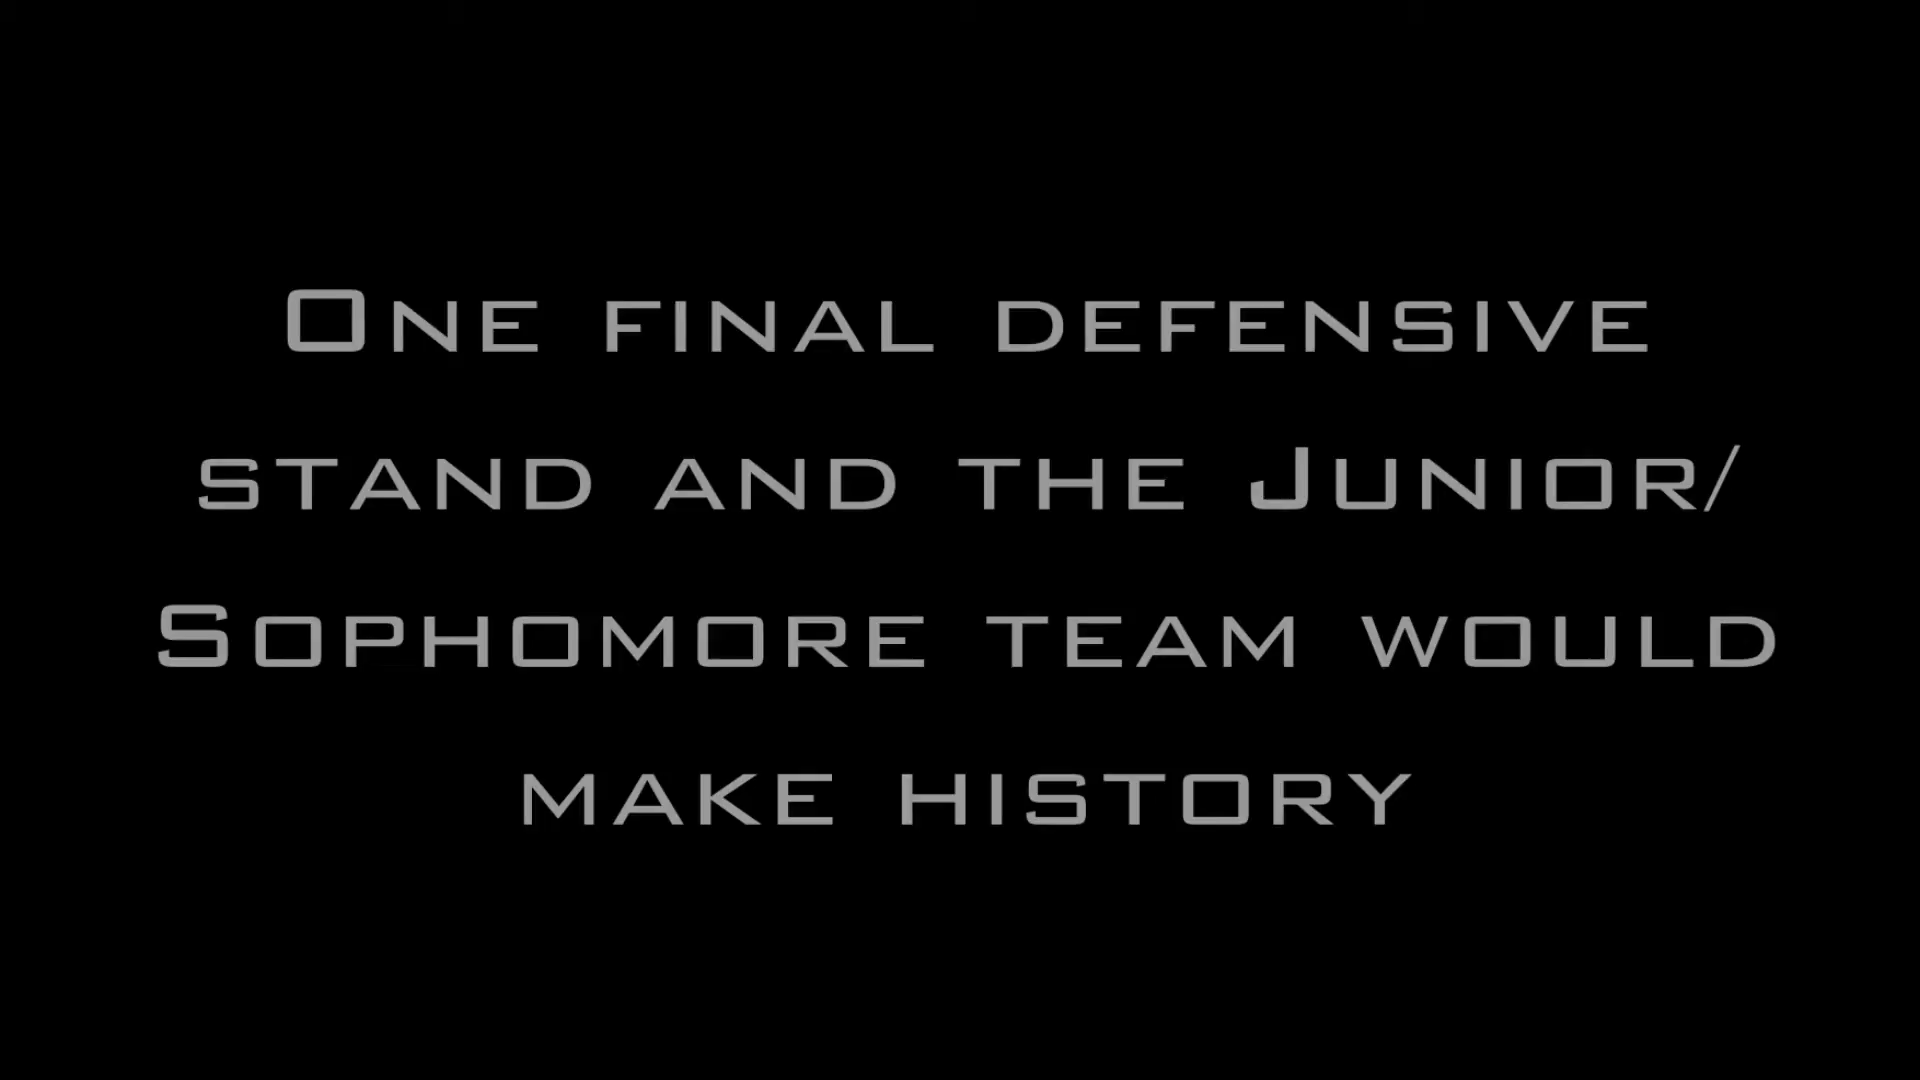 One final defensive
stand and the Junior/
Sophomore team would
make history